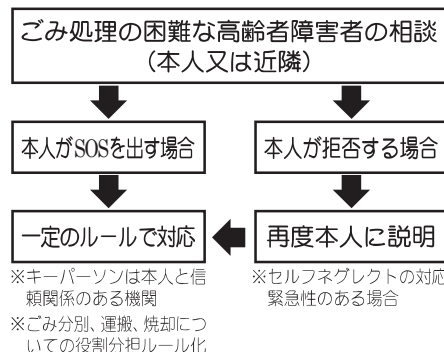 ごみ処理の困難な高齢者障害者の相談
(本人又は近隣)
本人がSOSを出す場合
本人が拒否する場合
一定のルールで対応
再度本人に説明
※キーパーソンは本人と信
頼関係のある機関
※ごみ分別、運搬、焼却につ
いての役割分担ルール化
※セルフネグレクトの対応
緊急性のある場合